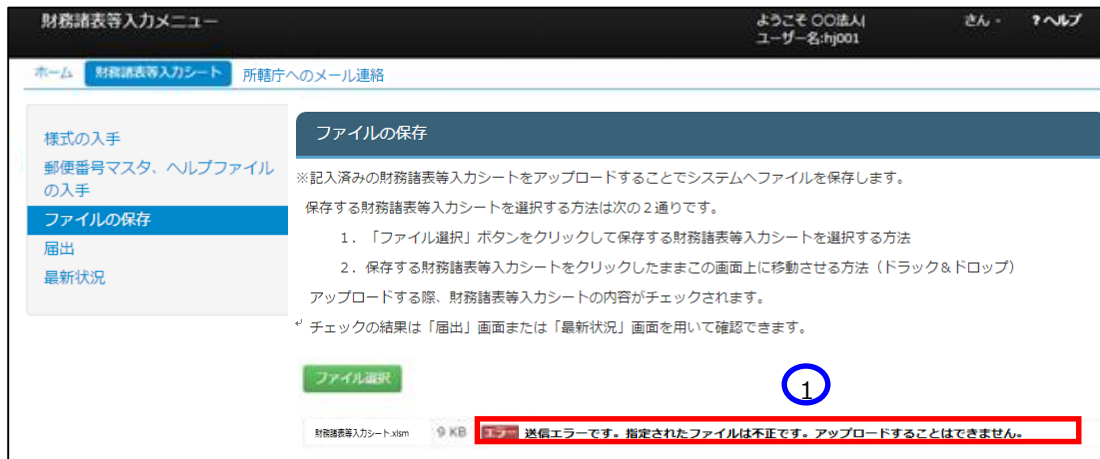 財務諸表等入力メニュー
ようこそ 〇〇法人
さん
?ヘルプ
ユーザー名:hj001
ホーム
財務諸表等入力シート
所轄庁へのメール連絡
様式の入手
郵便番号マスタ、ヘルプファイル
の入手
ファイルの保存
届出
最新状況
ファイルの保存
※記入済みの財務諸表等入力シートをアップロードすることでシステムへファイルを保存します。
保存する財務諸表等入力シートを選択する方法は次の2通りです。
1.「ファイル選択」ボタンをクリックして保存する財務諸表等入力シートを選択する方法
2.保存する財務諸表等入力シートをクリックしたままこの画面上に移動させる方法(ドラック&ドロップ)
アップロードする際、財務諸表等入力シートの内容がチェックされます。
チェックの結果は「届出」画面または「最新状況」画面を用いて確認できます。
ファイル選択
1
財務諸表等入力シート.xlsm
9 KB
エラー 送信エラーです。指定されたファイルは不正です。アップロードすることはできません。